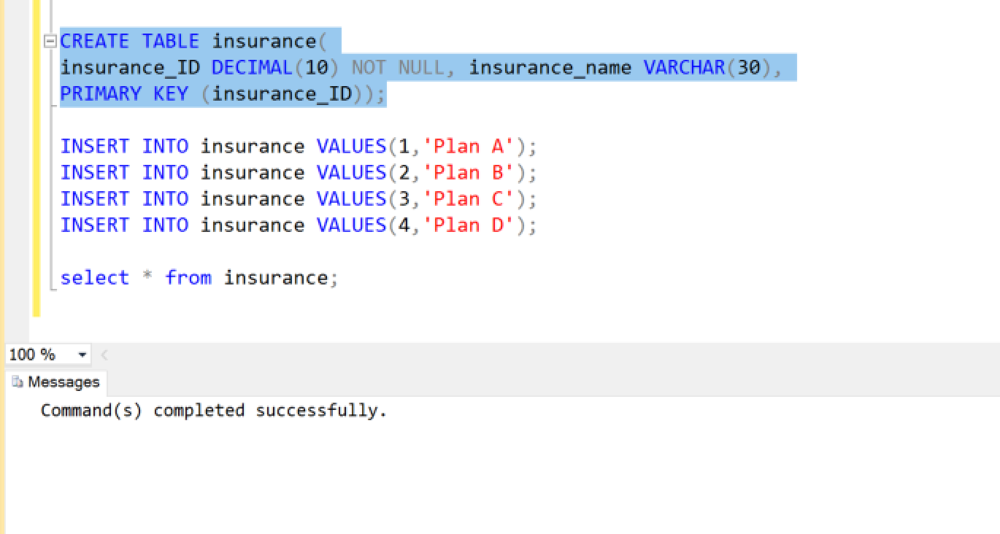 CREATE TABLE insurance(
insurance_ID DECIMAL(10) NOT NULL, insurance_name VARCHAR(30),
PRIMARY KEY (insurance_ID));
INSERT INTO insurance VALUES(1,'Plan A');
INSERT INTO insurance VALUES(2,'Plan B');
INSERT INTO insurance VALUES(3,'Plan C');
INSERT INTO insurance VALUES(4,'Plan D');
select * from insurance;
100 %
Messages
Command(s) completed successfully.